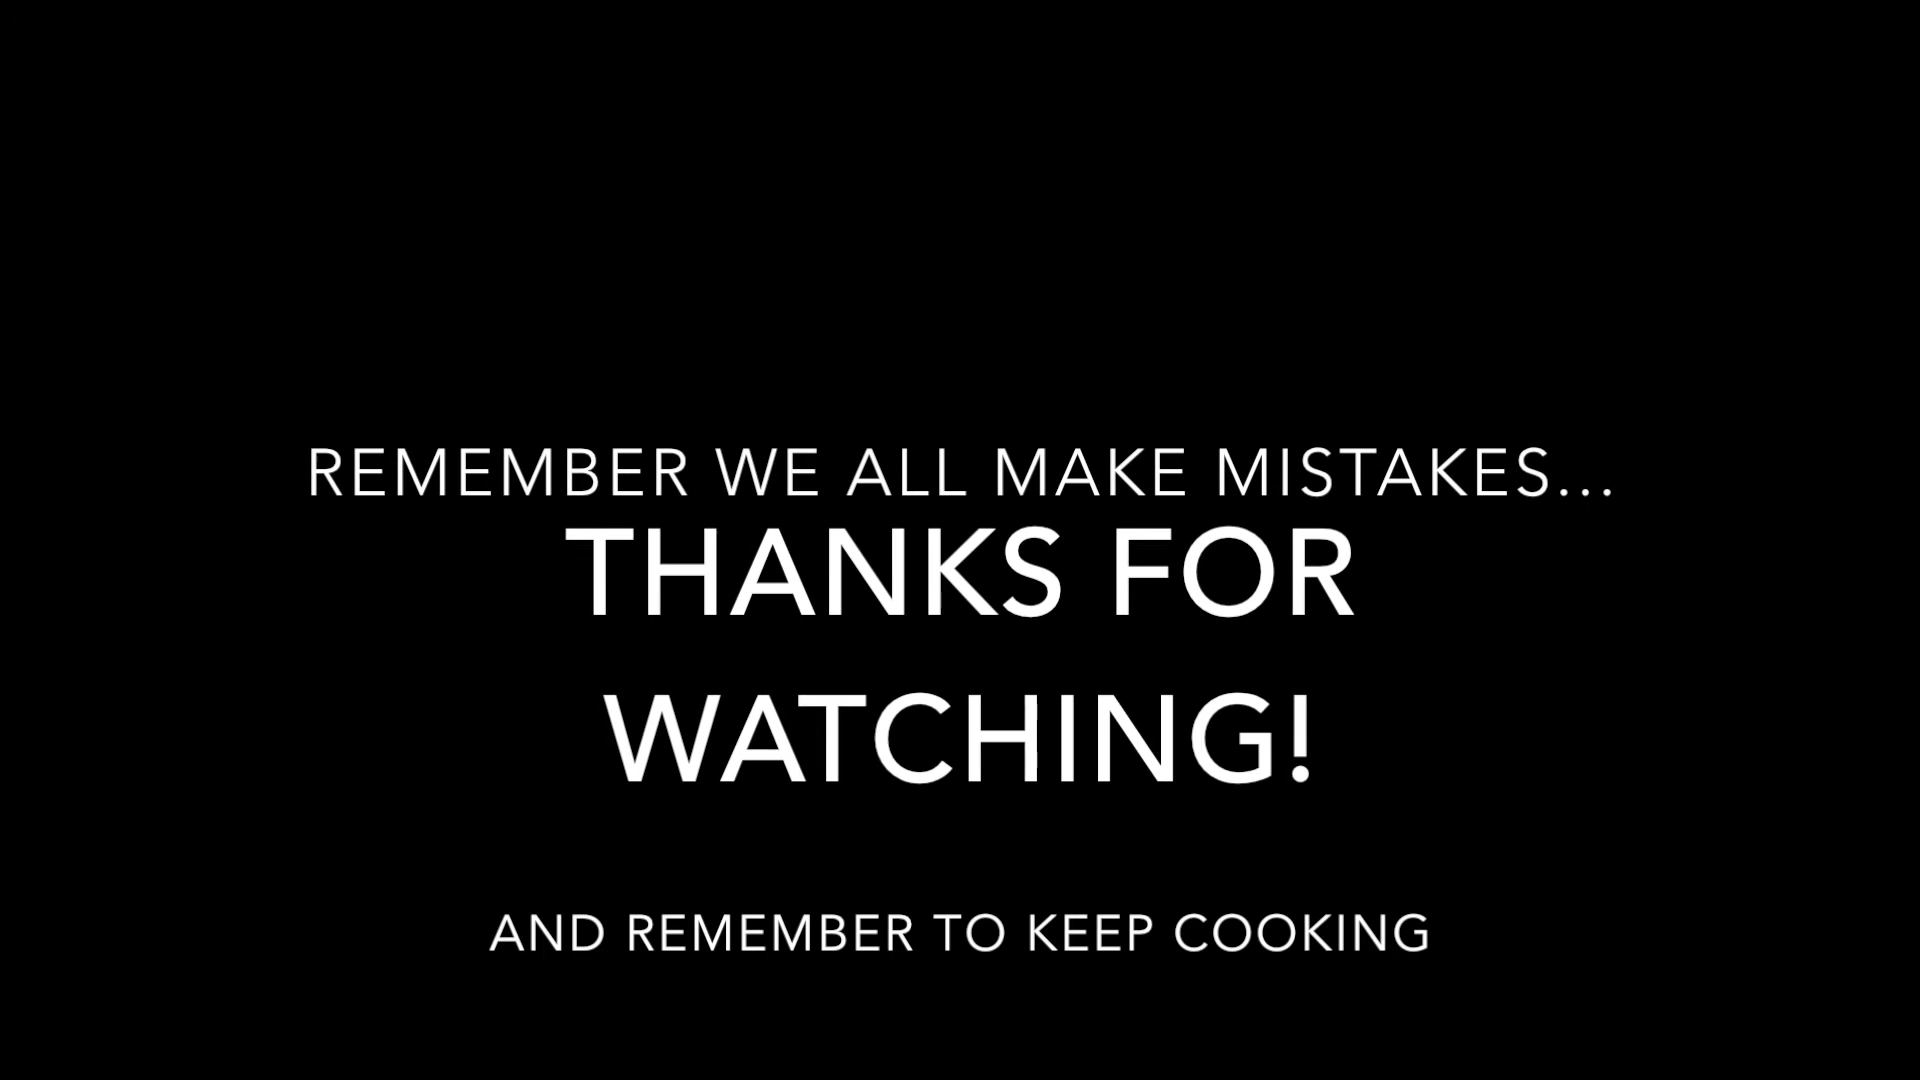 REMEMBER WE ALL MAKE MISTAKES...
THANKS FOR
WATCHING!
AND REMEMBER TO KEEP COOKING